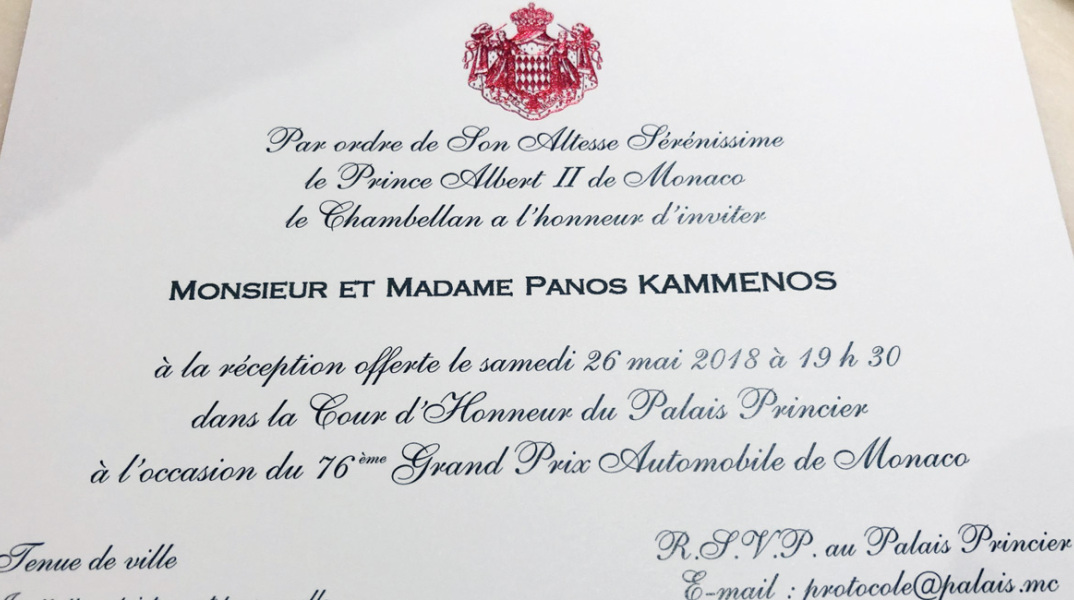 Par ordre de Son Altesse Sérénissime
le Prince Albert II de Monaco
le Chambellan a l'honneur d'inviter
MONSIEUR ET MADAME PANOS KAMMENOS
à la réception offerte le samedi 26 mai 2018 à 19 h 30
dans la Cour d'Honneur du Palais Princier
à l'occasion du 76ème Grand Prix Automobile de Monaco
Tenue de ville
R.S.V.P. au Palais Princier
E-mail : protocole@palais.mc